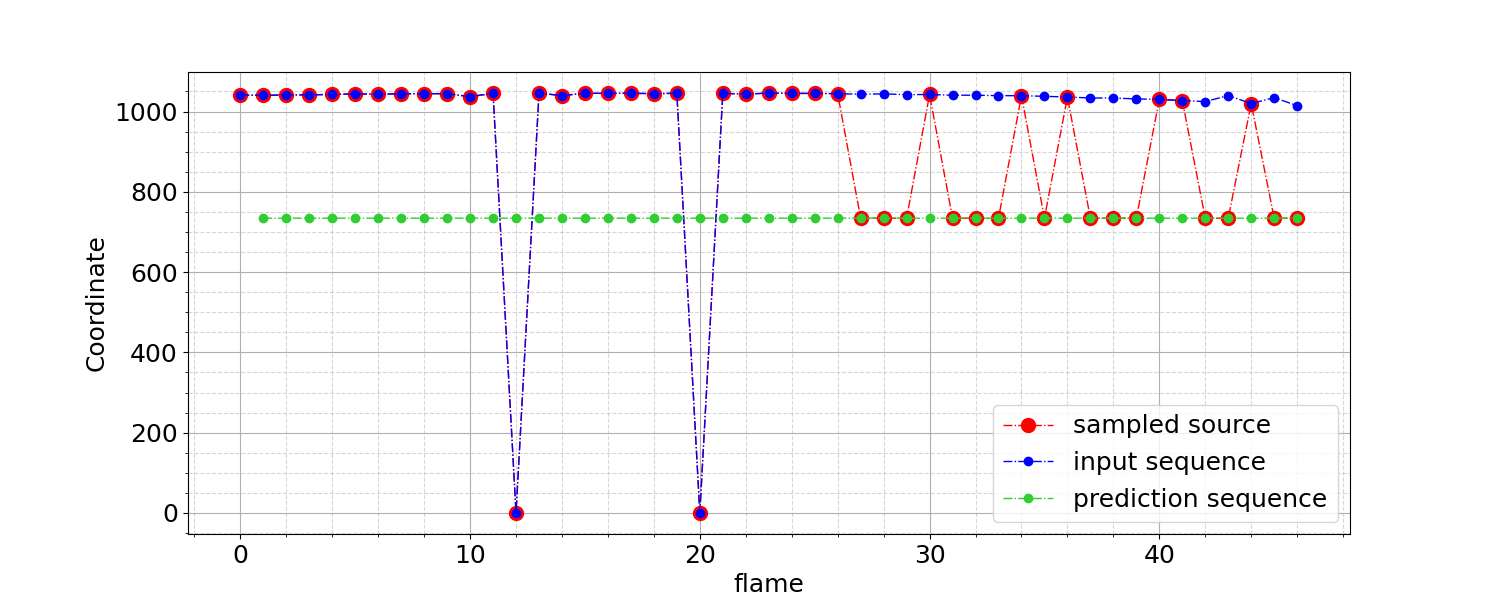 1000
800
600
400
200
0
Coordinate
0 10 20 30 40
flame
sampled source
input sequence
prediction sequence